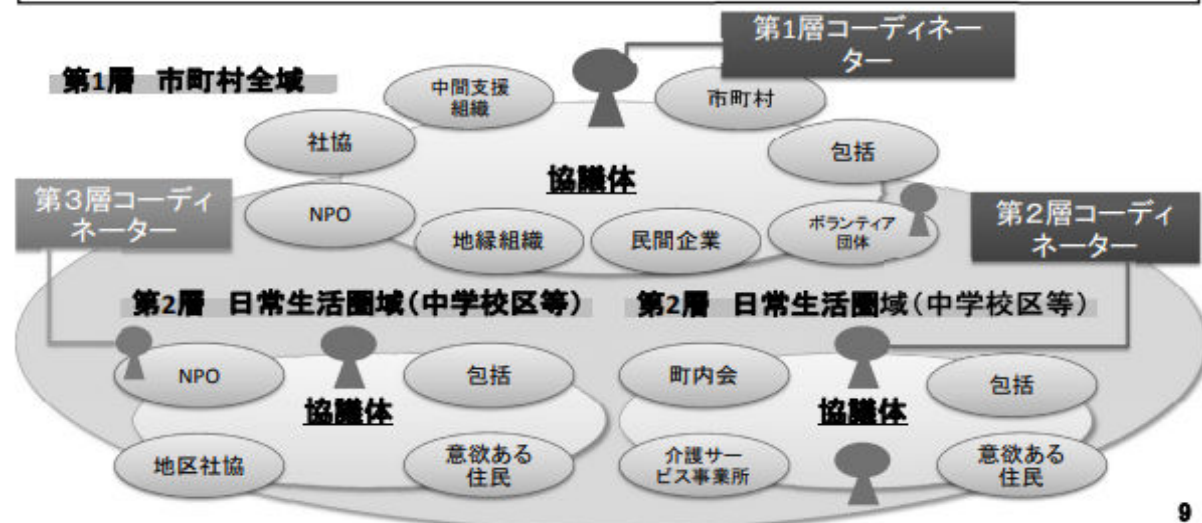 第1層コーディネー
ター
第1層 市町村全域
中間支援
組織
市町村
社協
包括
協議体
第3層コーディ
ネーター
NPO
ボランティア
団体
第2層コーディ
ネーター
地縁組織
民間企業
第2層 日常生活圏域(中学校区等)
第2層 日常生活圏域(中学校区等)
NPO
包括
協議体
地区社協
意欲ある
住民
町内会
包括
協議体
介護サー
ビス事業所
意欲ある
住民
9